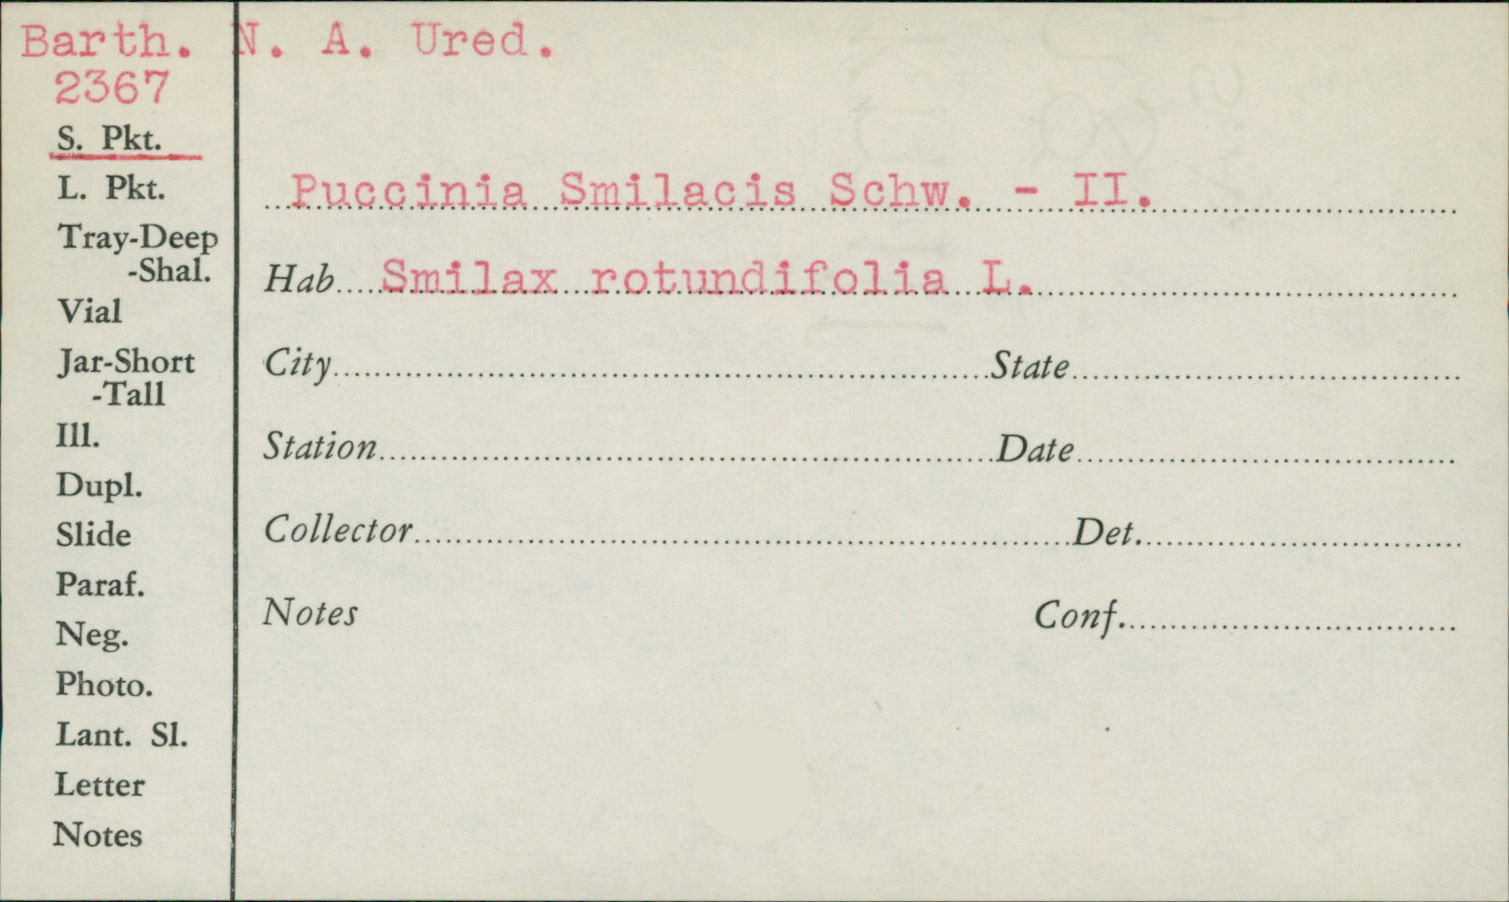 Barth. N. A. Ured.
2367
S. Pkt.
L. Pkt.
Tray-Deep
-Shal.
Vial
Jar-Short
-Tall
Ill.
Dupl.
Slide
Paraf.
Neg.
Photo.
Lant. Sl.
Letter
Notes
Puccinia Smilacis Schw. - II.
Hab Smilax rotundifolia L.
City State
Station Date
Collector Det.
Notes Conf.